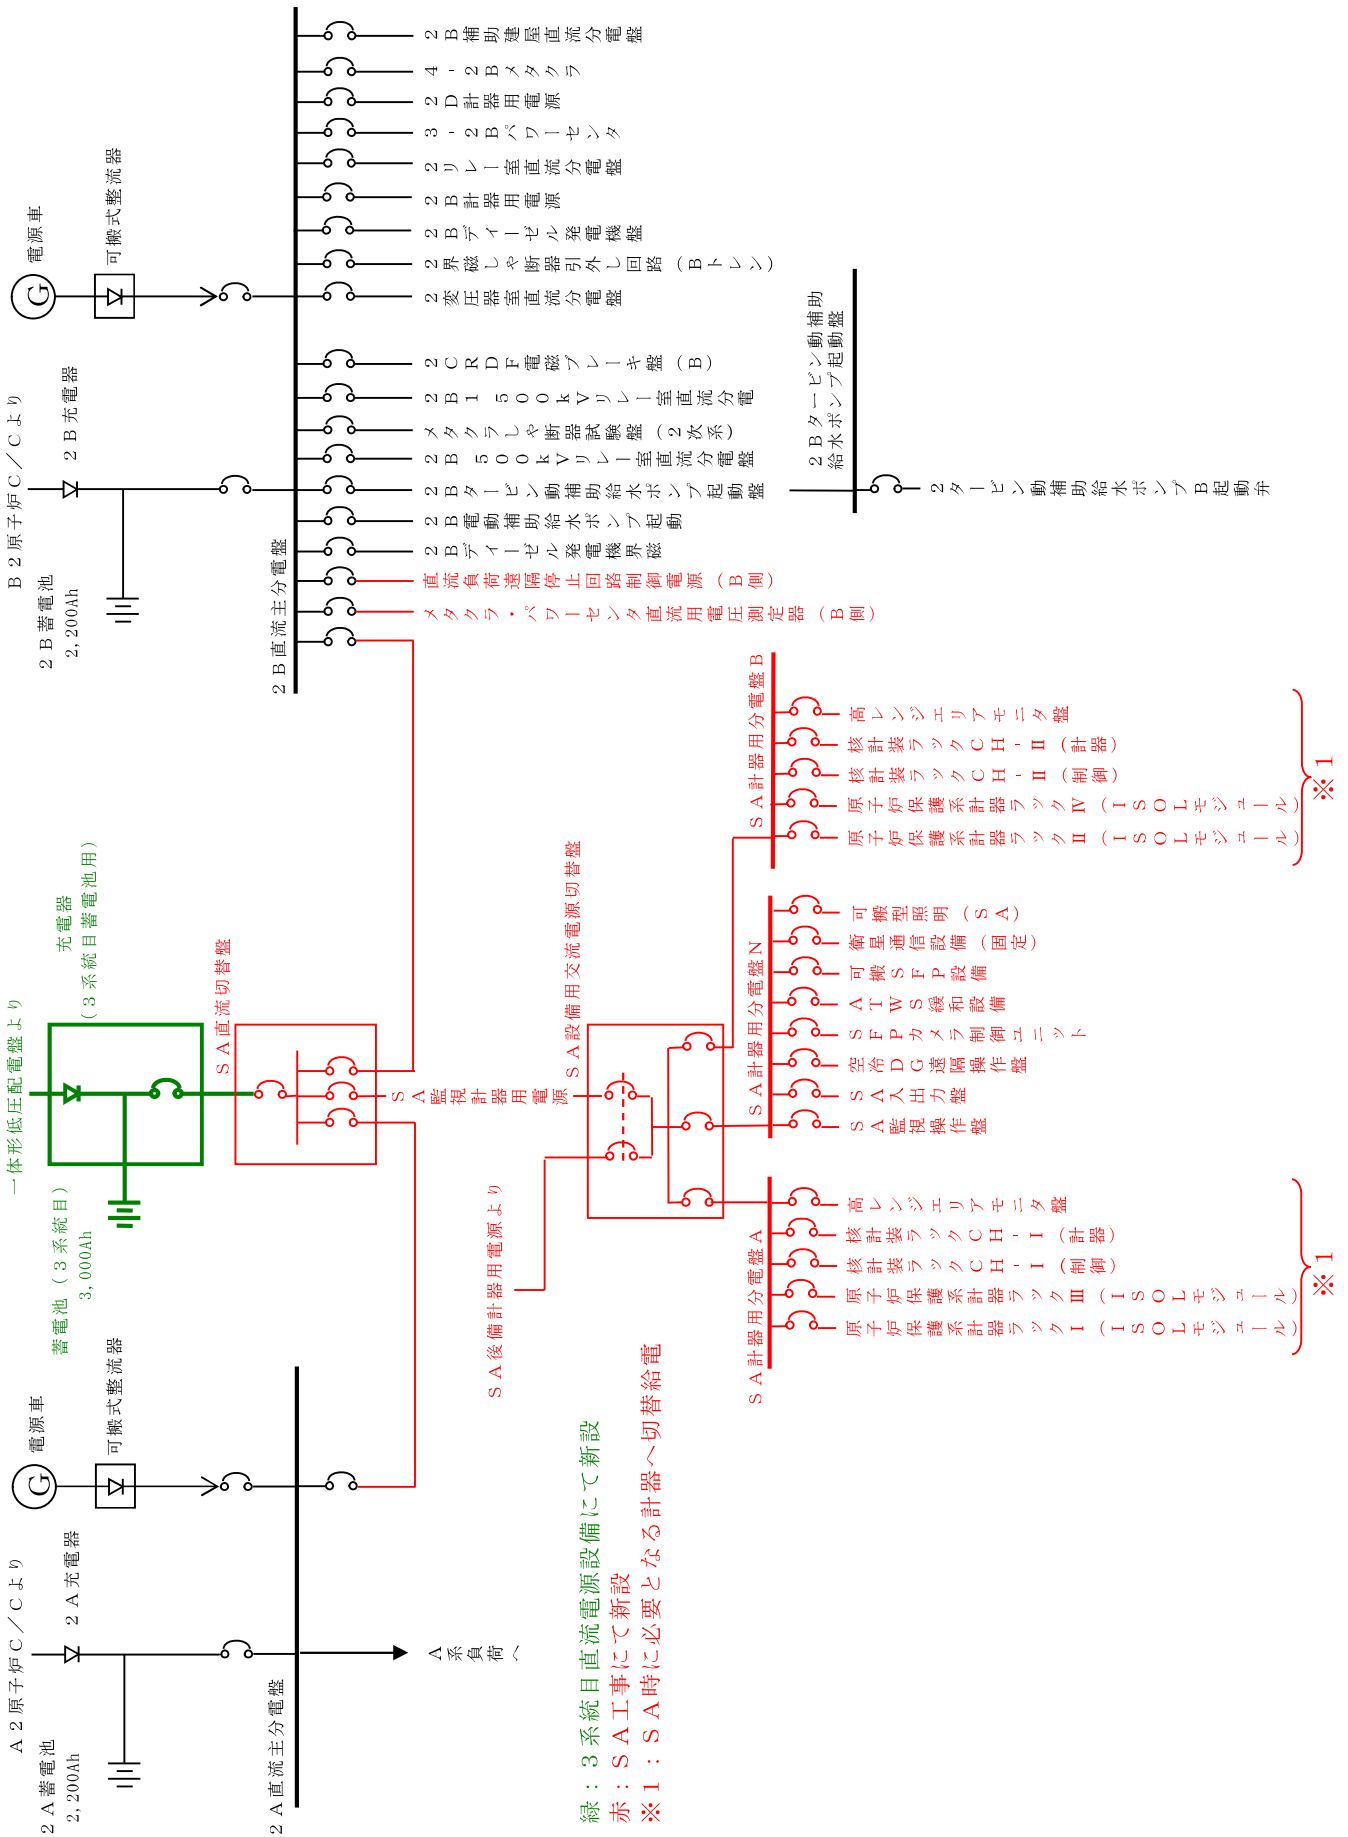 A2原子炉C/Cより
2A蓄電池
2,200Ah
2A充電器
電源車
G
可搬式整流器
2A直流主分電盤
A系負荷へ
一体形低圧配電盤より
蓄電池(3系統目)
3,000Ah
充電器
(3系統目蓄電池用)
SA直流切替盤
B2原子炉C/Cより
2B蓄電池
2,200Ah
2B充電器
電源車
G
可搬式整流器
2B直流主分電盤
2B補助建屋直流分電盤
4-2Bメタクラ
2D計器用電源
3-2Bパワーセンタ
2リレー室直流分電盤
2B計器用電源
2Bディーゼル発電機盤
2界磁しゃ断器引外し回路(Bトレン)
2変圧器室直流分電盤
2CRDF電磁ブレーキ盤(B)
2B1 500kVリレー室直流分電
メタクラしゃ断器試験盤(2次系)
2B 500kVリレー室直流分電盤
2Bタービン動補助給水ポンプ起動盤
2B電動補助給水ポンプ起動
2Bディーゼル発電機界磁
直流負荷遠隔停止回路制御電源(B側)
メタクラ・パワーセンタ直流用電圧測定器(B側)
2Bタービン動補助
給水ポンプ起動盤
2タービン動補助給水ポンプB起動弁
SA監視計器用電源
SA後備計器用電源より
SA設備用交流電源切替盤
SA計器用分電盤B
高レンジエリアモニタ盤
核計装ラックCH-Ⅱ(計器)
核計装ラックCH-Ⅱ(制御)
原子炉保護系計器ラックⅣ(ISOLモジュール)
原子炉保護系計器ラックⅡ(ISOLモジュール)
※1
SA計器用分電盤N
可搬型照明(SA)
衛星通信設備(固定)
可搬SFP設備
ATWS緩和設備
SFPカメラ制御ユニット
空冷DG遠隔操作盤
SA入出力盤
SA監視操作盤
SA計器用分電盤A
高レンジエリアモニタ盤
核計装ラックCH-Ⅰ(計器)
核計装ラックCH-Ⅰ(制御)
原子炉保護系計器ラックⅢ(ISOLモジュール)
原子炉保護系計器ラックⅠ(ISOLモジュール)
※1
緑:3系統目直流電源設備にて新設
赤:SA工事にて新設
※1:SA時に必要となる計器へ切替給電